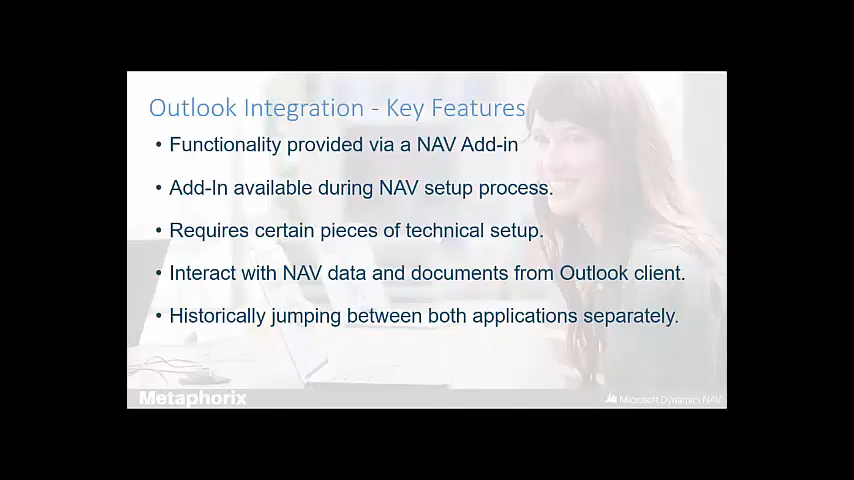 Outlook Integration - Key Features
• Functionality provided via a NAV Add-in
• Add-In available during NAV setup process.
• Requires certain pieces of technical setup.
• Interact with NAV data and documents from Outlook client.
• Historically jumping between both applications separately.
Metaphorix
Microsoft Dynamics NAV